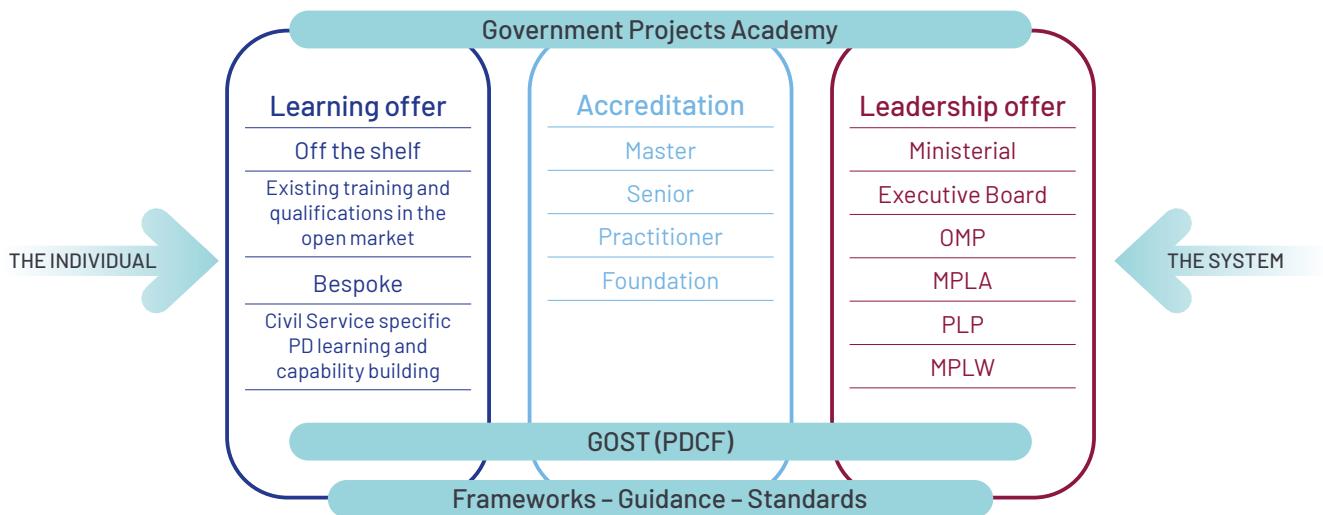 Government Projects Academy
THE INDIVIDUAL
Learning offer
Off the shelf
Existing training and
qualifications in the
open market
Bespoke
Civil Service specific
PD learning and
capability building
Accreditation
Master
Senior
Practitioner
Foundation
Leadership offer
Ministerial
Executive Board
OMP
MPLA
PLP
MPLW
THE SYSTEM
GOST (PDCF)
Frameworks – Guidance – Standards